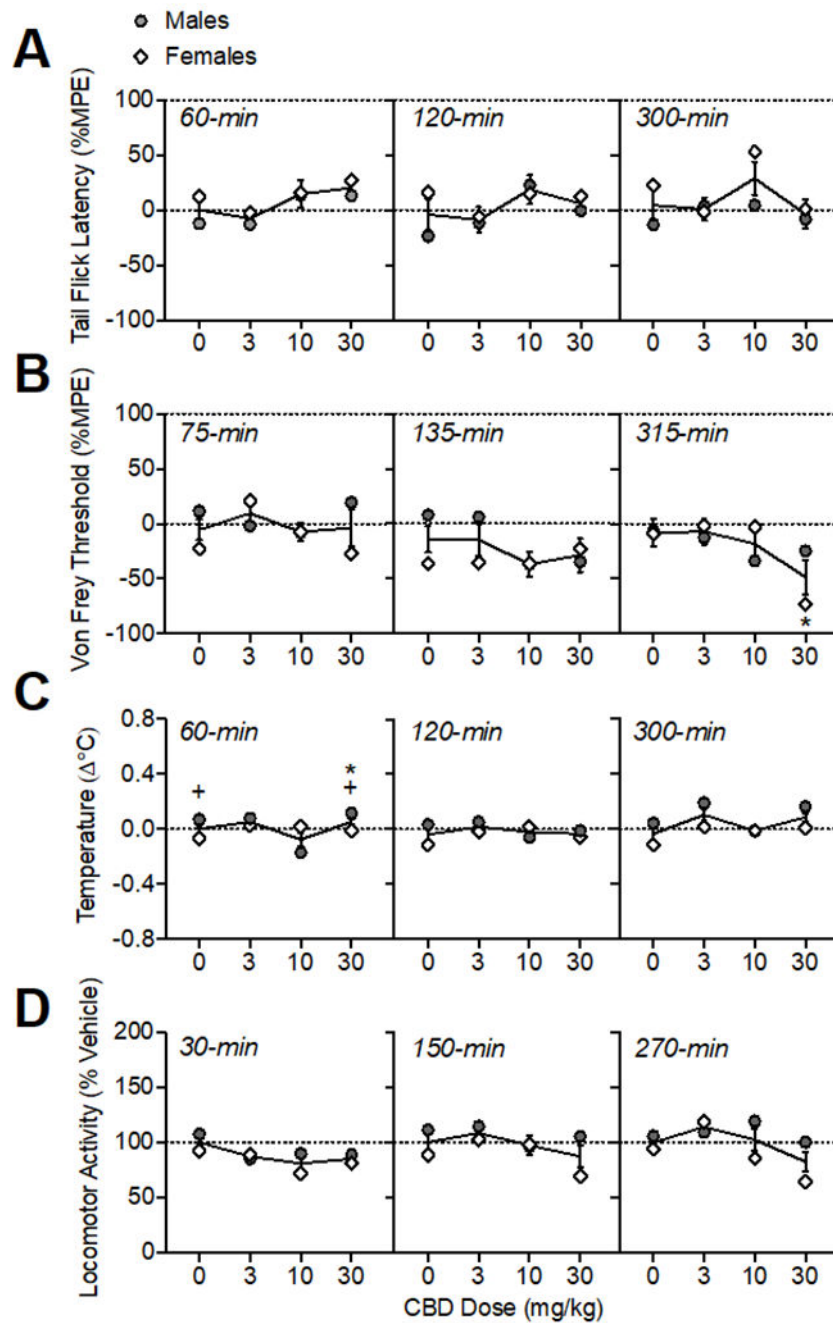 Males
Females
A
Tail Flick Latency (%MPE)
100
50
0
-50
-100
60-min
120-min
300-min
0 3 10 30 0 3 10 30 0 3 10 30
B
Von Frey Threshold (%MPE)
100
50
0
-50
-100
75-min
135-min
315-min
*
0 3 10 30 0 3 10 30 0 3 10 30
C
Temperature (Δ°C)
0.8
0.4
0.0
-0.4
-0.8
60-min
120-min
300-min
+
*
+
0 3 10 30 0 3 10 30 0 3 10 30
D
Locomotor Activity (% Vehicle)
200
150
100
50
0
30-min
150-min
270-min
0 3 10 30 0 3 10 30 0 3 10 30
CBD Dose (mg/kg)